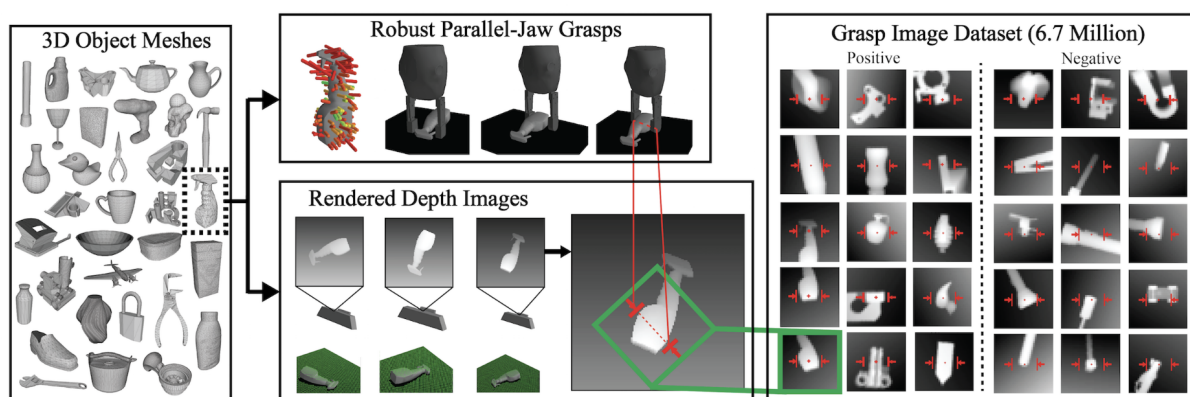 3D Object Meshes
Robust Parallel-Jaw Grasps
Rendered Depth Images
Grasp Image Dataset (6.7 Million)
Positive
Negative